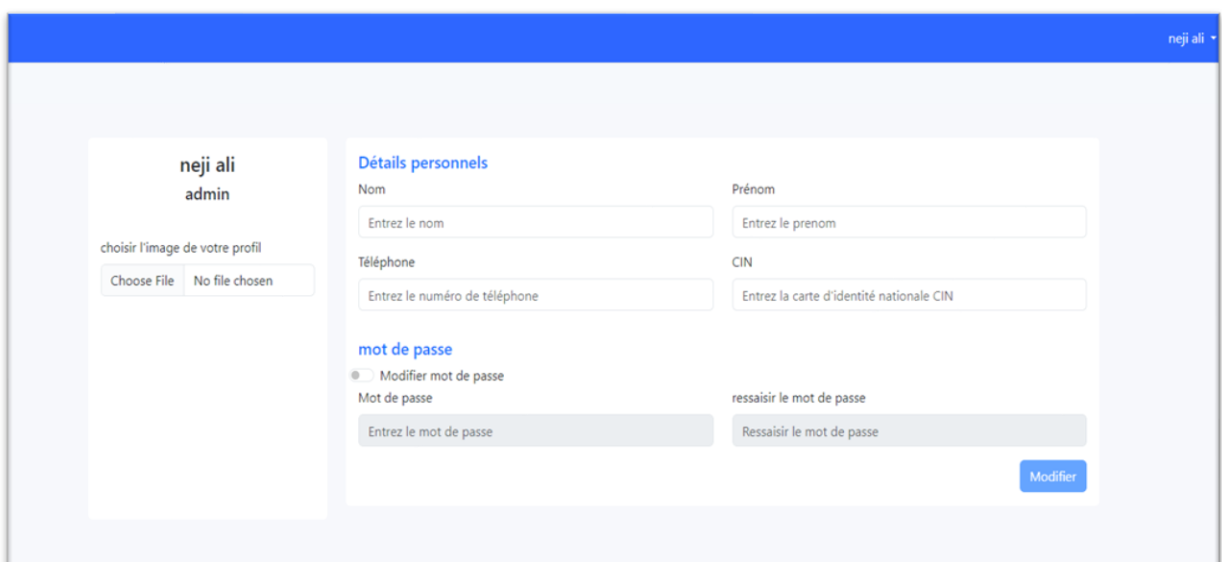 neji ali
neji ali
admin
choisir l'image de votre profil
Choose File No file chosen
Détails personnels
Nom Prénom
Entrez le nom Entrez le prenom
Téléphone CIN
Entrez le numéro de téléphone Entrez la carte d'identité nationale CIN
mot de passe
Modifier mot de passe
Mot de passe ressaisir le mot de passe
Entrez le mot de passe Ressaisir le mot de passe
Modifier